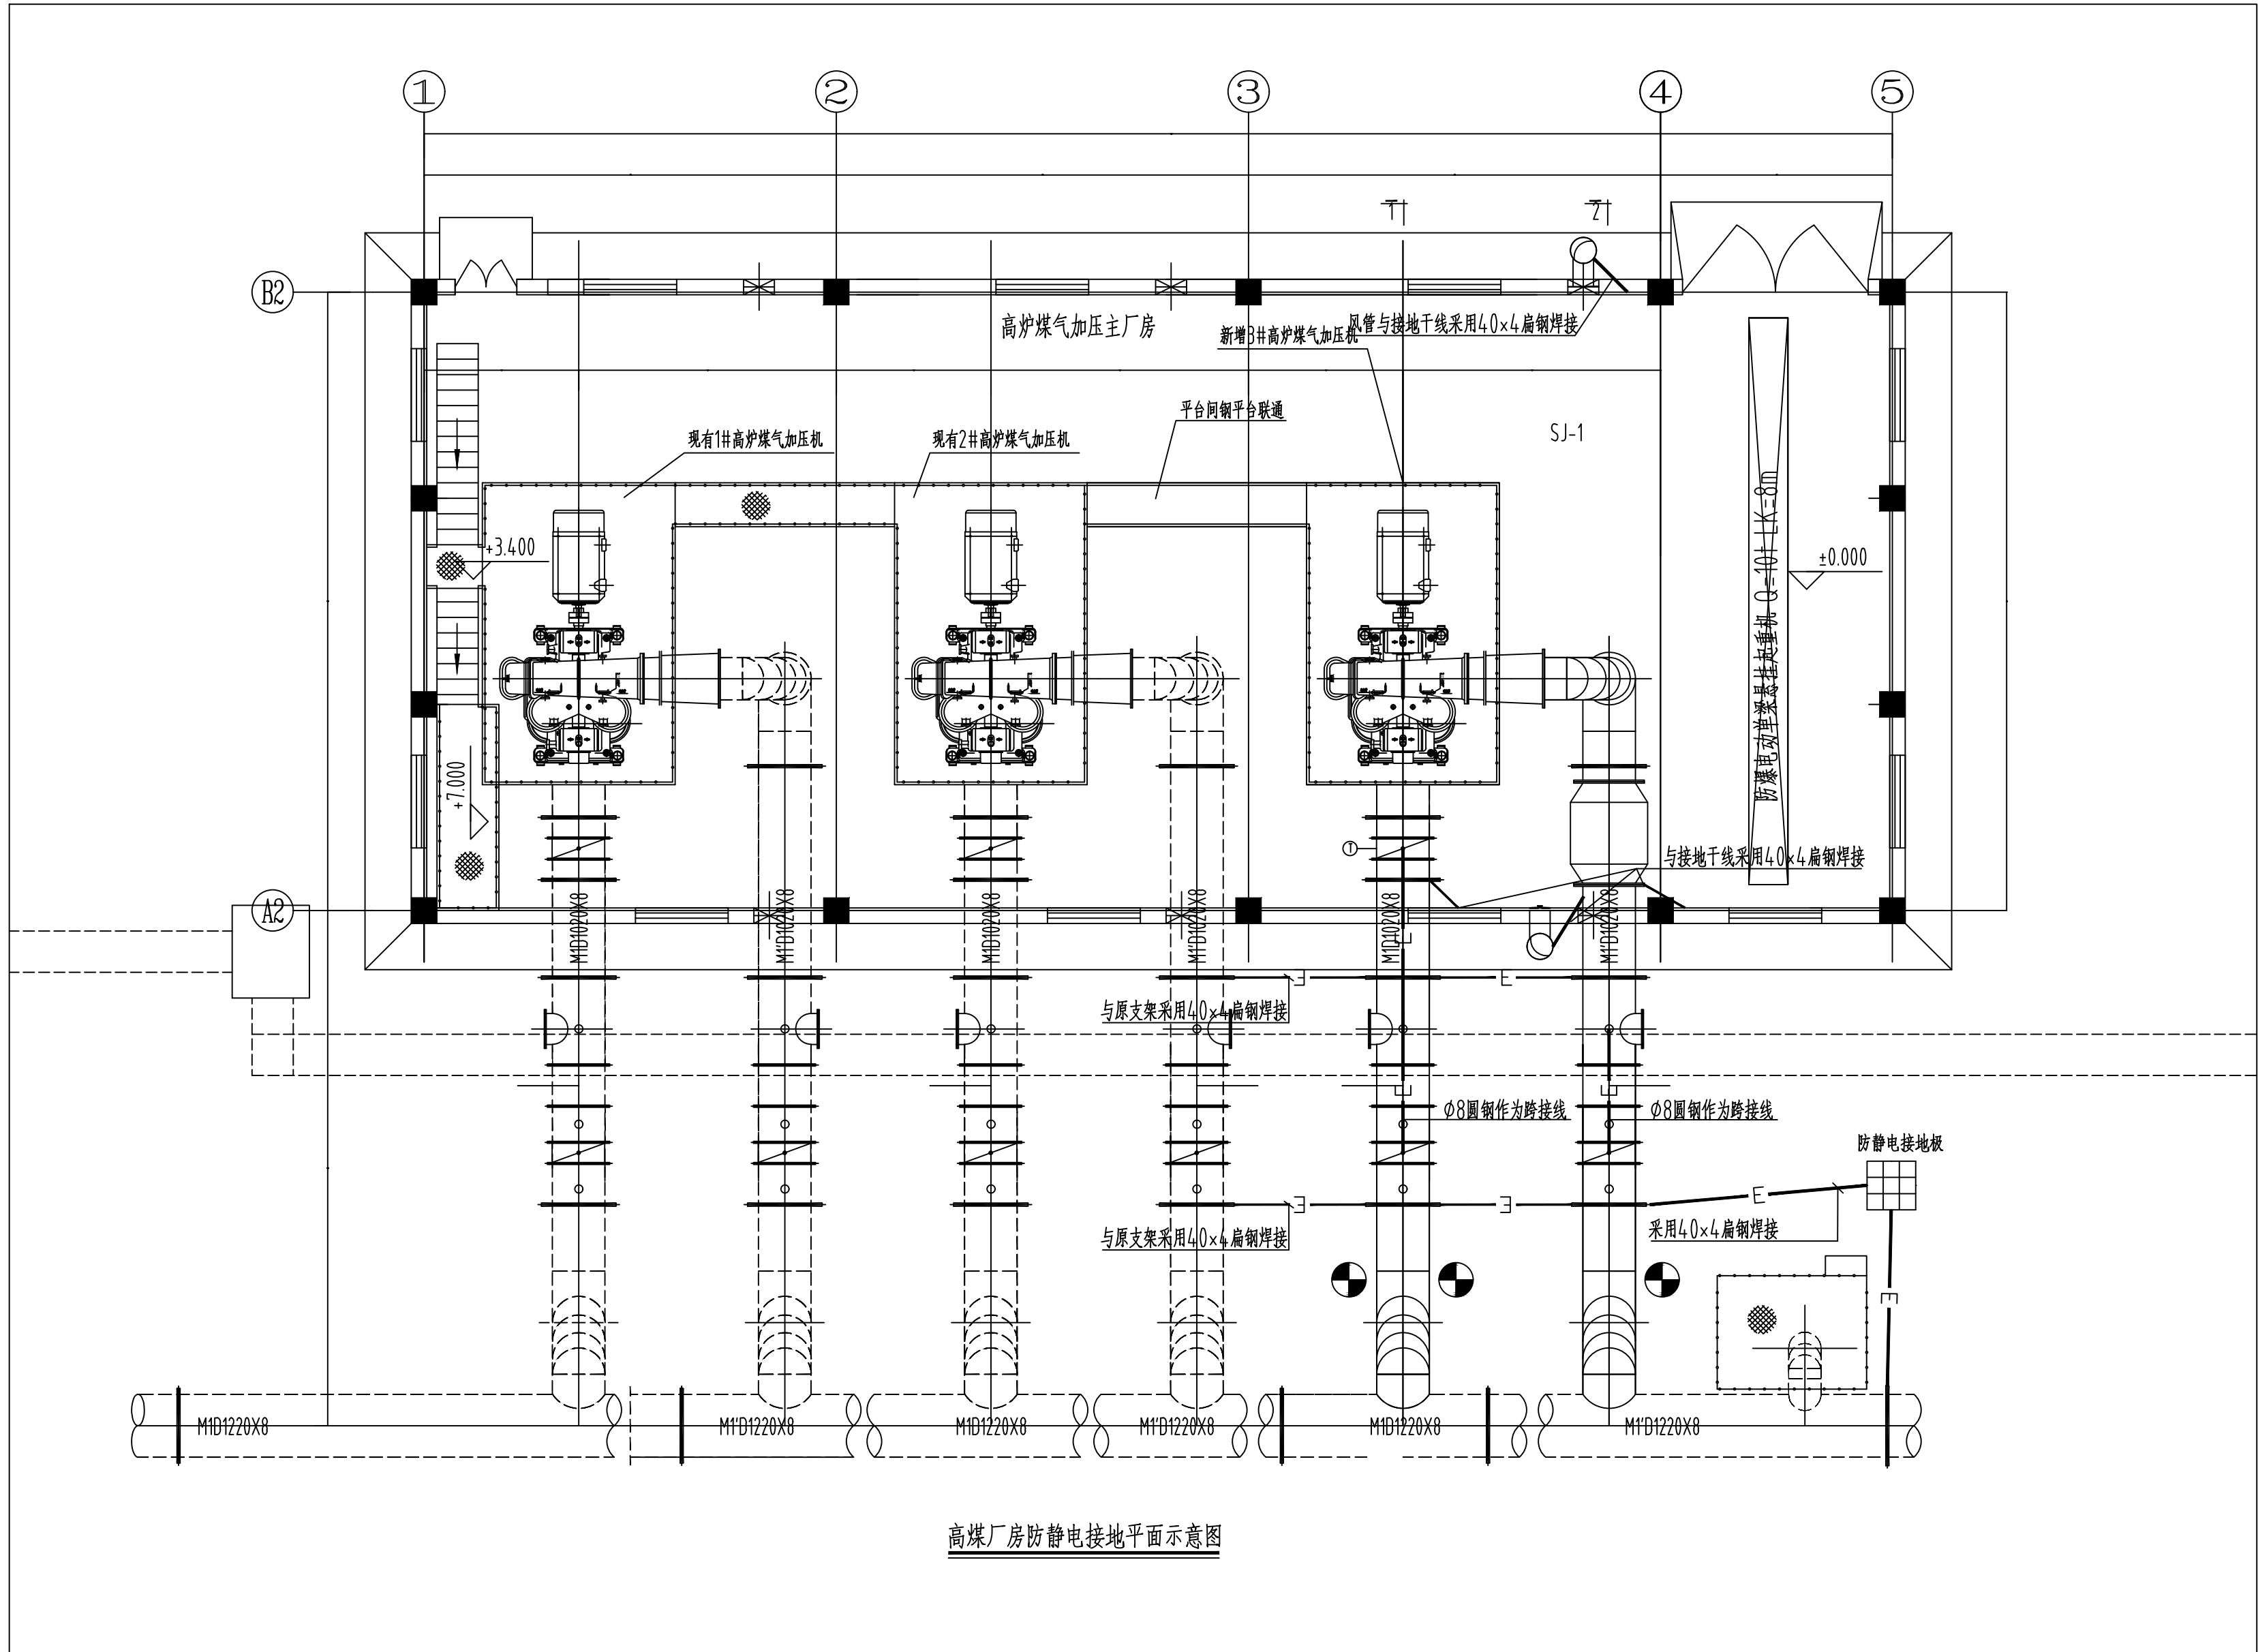 1
2
3
4
5
1
2
B2
高炉煤气加压主厂房
新增3#高炉煤气加压机
风管与接地干线采用40×4扁钢焊接
平台间钢平台联通
现有1#高炉煤气加压机
现有2#高炉煤气加压机
SJ-1
+3.400
±0.000
防爆电动单梁悬挂起重机 Q=10t LK=8m
+7.000
与接地干线采用40×4扁钢焊接
A2
M1D1020X8
M1'D1020X8
M1D1020X8
M1'D1020X8
M1D1020X8
M1'D1020X8
E
E
与原支架采用40×4扁钢焊接
E
E
E
ϕ8圆钢作为跨接线
ϕ8圆钢作为跨接线
防静电接地极
E
E
E
与原支架采用40×4扁钢焊接
采用40×4扁钢焊接
E
M1D1220X8
M1'D1220X8
M1D1220X8
M1'D1220X8
M1D1220X8
M1'D1220X8
高煤厂房防静电接地平面示意图